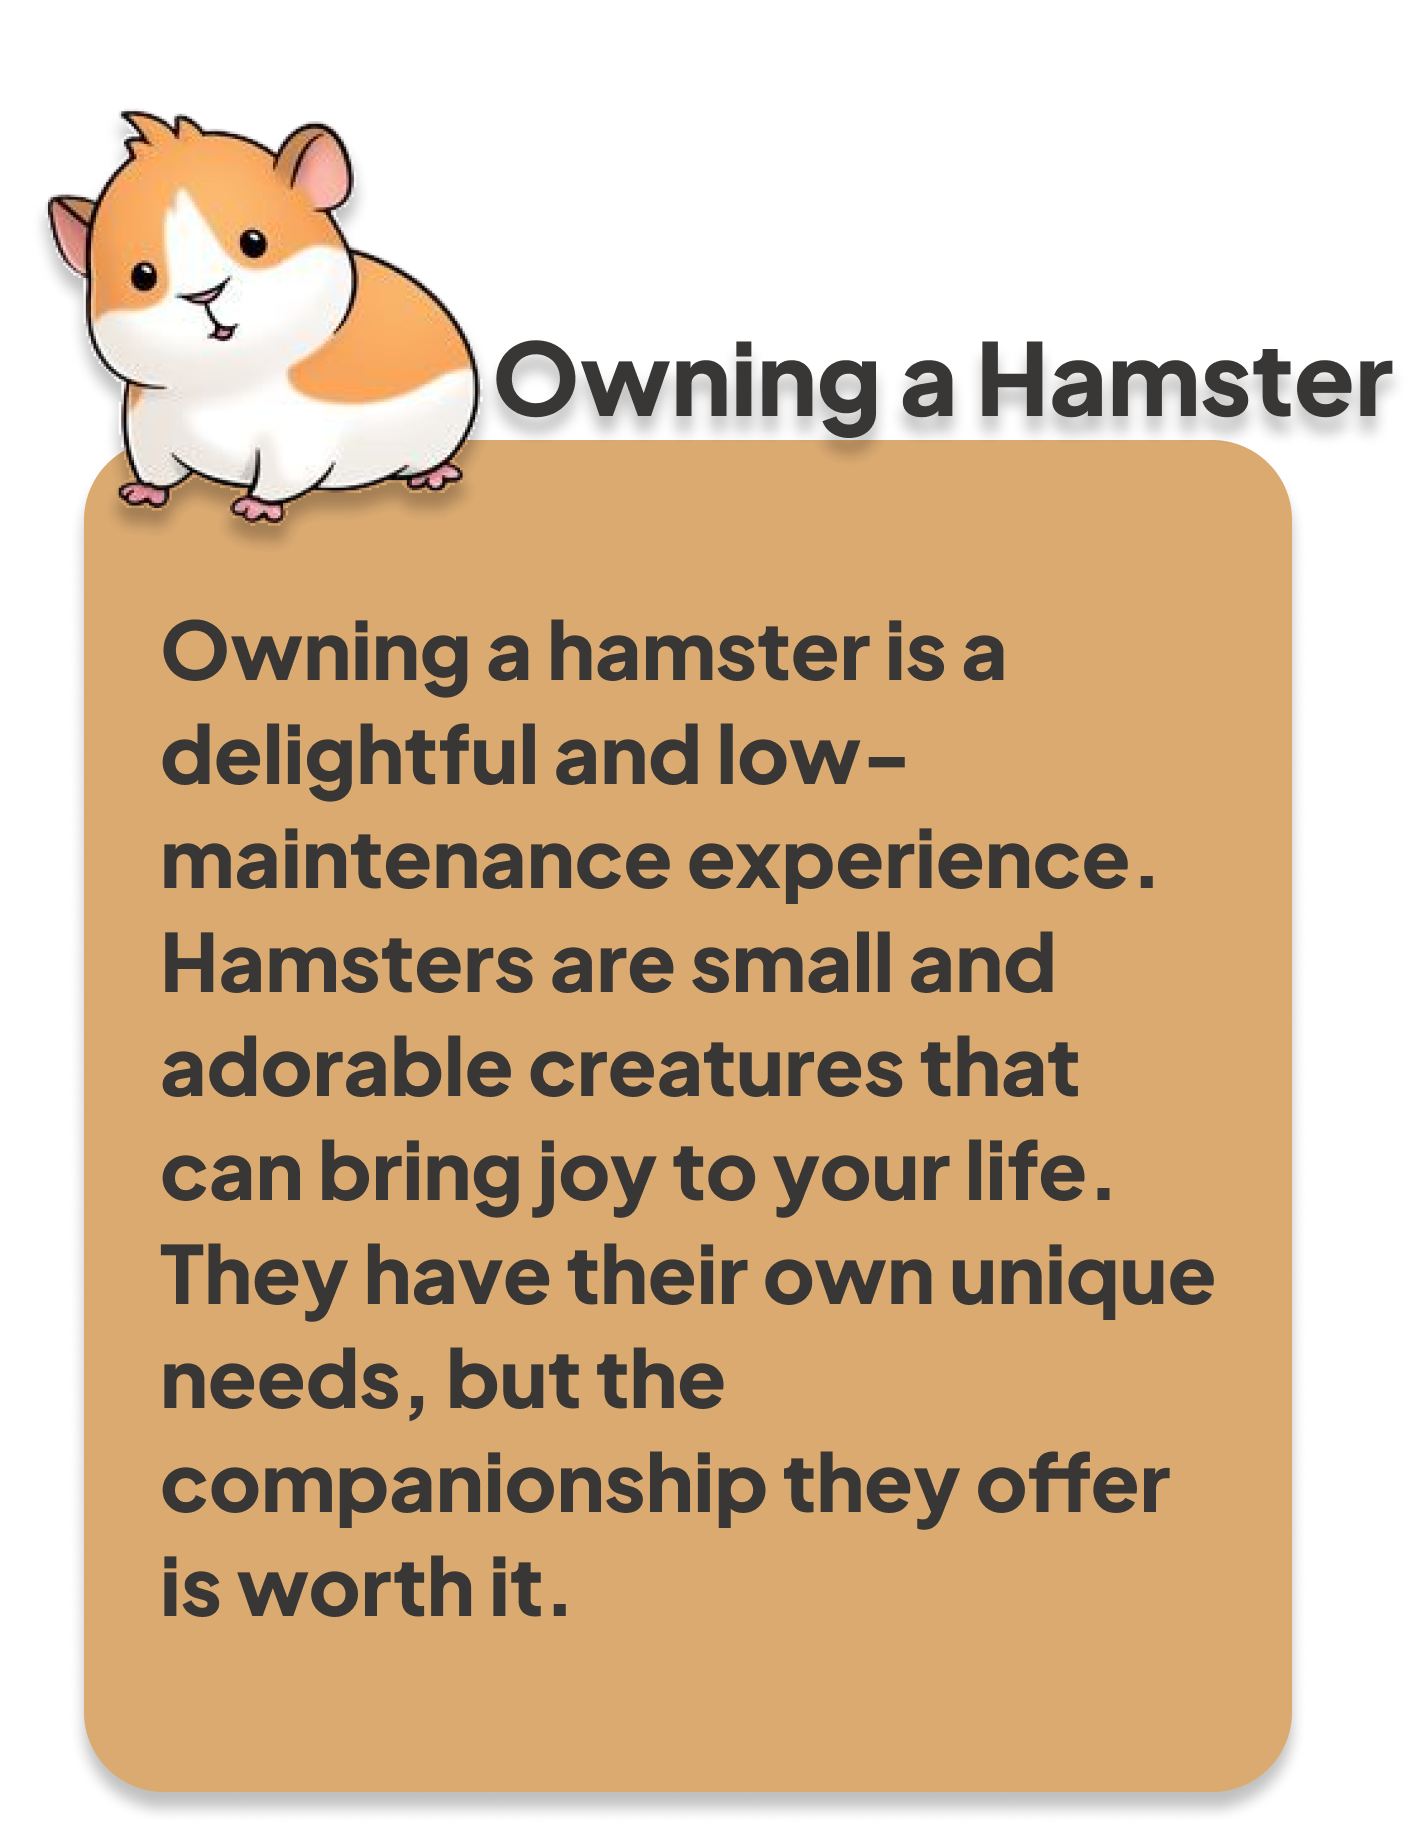 Owning a Hamster
Owning a hamster is a
delightful and low-
maintenance experience.
Hamsters are small and
adorable creatures that
can bring joy to your life.
They have their own unique
needs, but the
companionship they offer
is worth it.